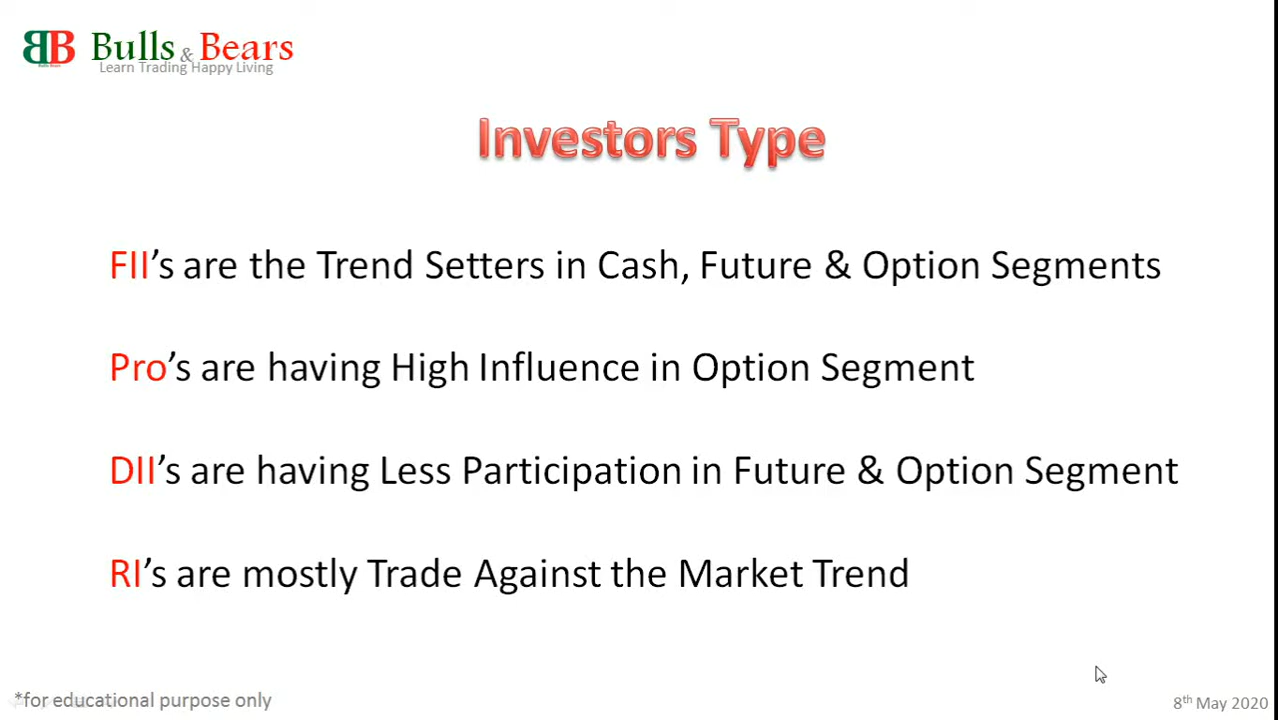 BB Bulls & Bears
Learn Trading Happy Living
Investors Type
FII's are the Trend Setters in Cash, Future & Option Segments
Pro's are having High Influence in Option Segment
DII's are having Less Participation in Future & Option Segment
RI's are mostly Trade Against the Market Trend
*for educational purpose only
8th May 2020